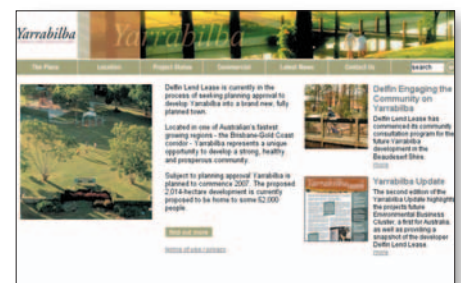 Yarrabilba
Yarrabilba
The Place
Location
Project Status
Commercial
Latest News
Contact Us
search
Delfin Lend Lease is currently in the
process of seeking planning approval to
develop Yarrabilba into a brand new, fully
planned town.
Located in one of Australia's fastest
growing regions - the Brisbane-Gold Coast
corridor - Yarrabilba represents a unique
opportunity to develop a strong, healthy,
and prosperous community.
Subject to planning approval Yarrabilba is
planned to commence 2007. The proposed
2,014-hectare development is currently
proposed to be home to some 52,000
people.
find out more
terms of use / privacy
Delfin Engaging the
Community on
Yarrabilba
Delfin Lend Lease has
commenced its community
consultation program for the
future Yarrabilba
development in the
Beaudesert Shire.
more
Yarrabilba Update
The second edition of the
Yarrabilba Update highlights
the projects future
Environmental Business
Cluster, a first for Australia,
as well as providing a
snapshot of the developer
Delfin Lend Lease.
more